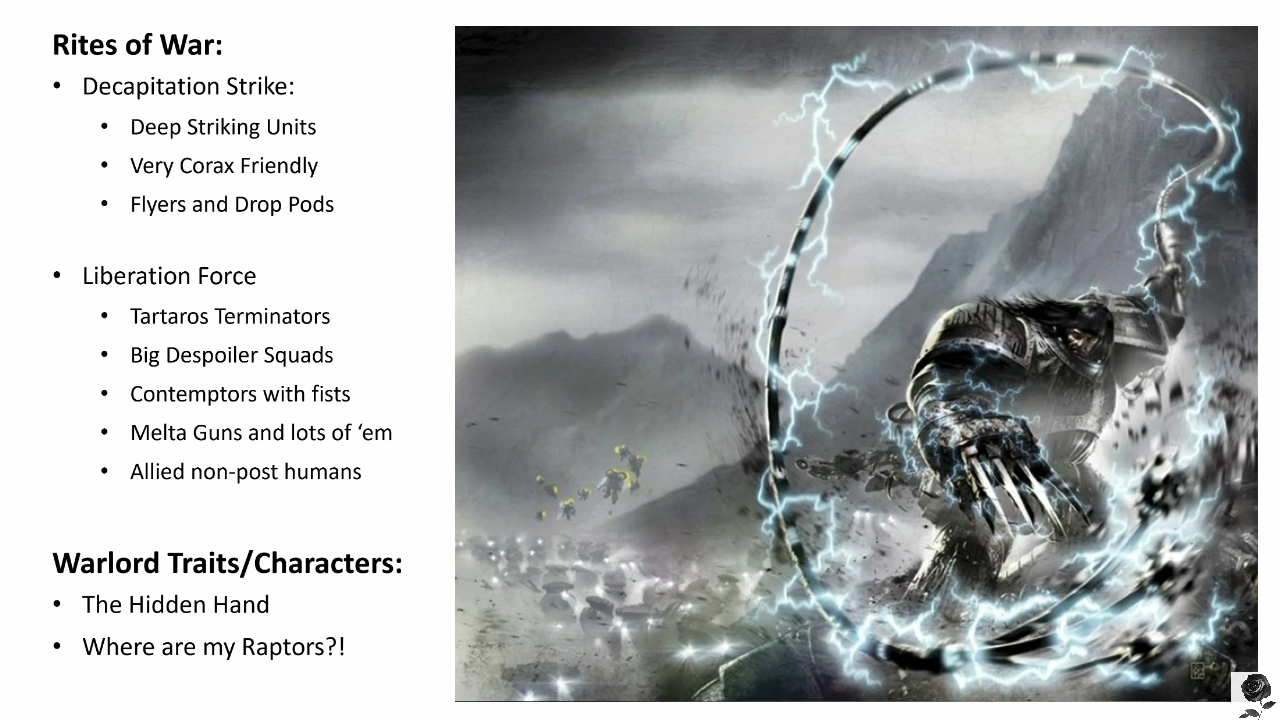 Rites of War:
• Decapitation Strike:
• Deep Striking Units
• Very Corax Friendly
• Flyers and Drop Pods
• Liberation Force
• Tartaros Terminators
• Big Despoiler Squads
• Contemptors with fists
• Melta Guns and lots of ‘em
• Allied non-post humans
Warlord Traits/Characters:
• The Hidden Hand
• Where are my Raptors?!